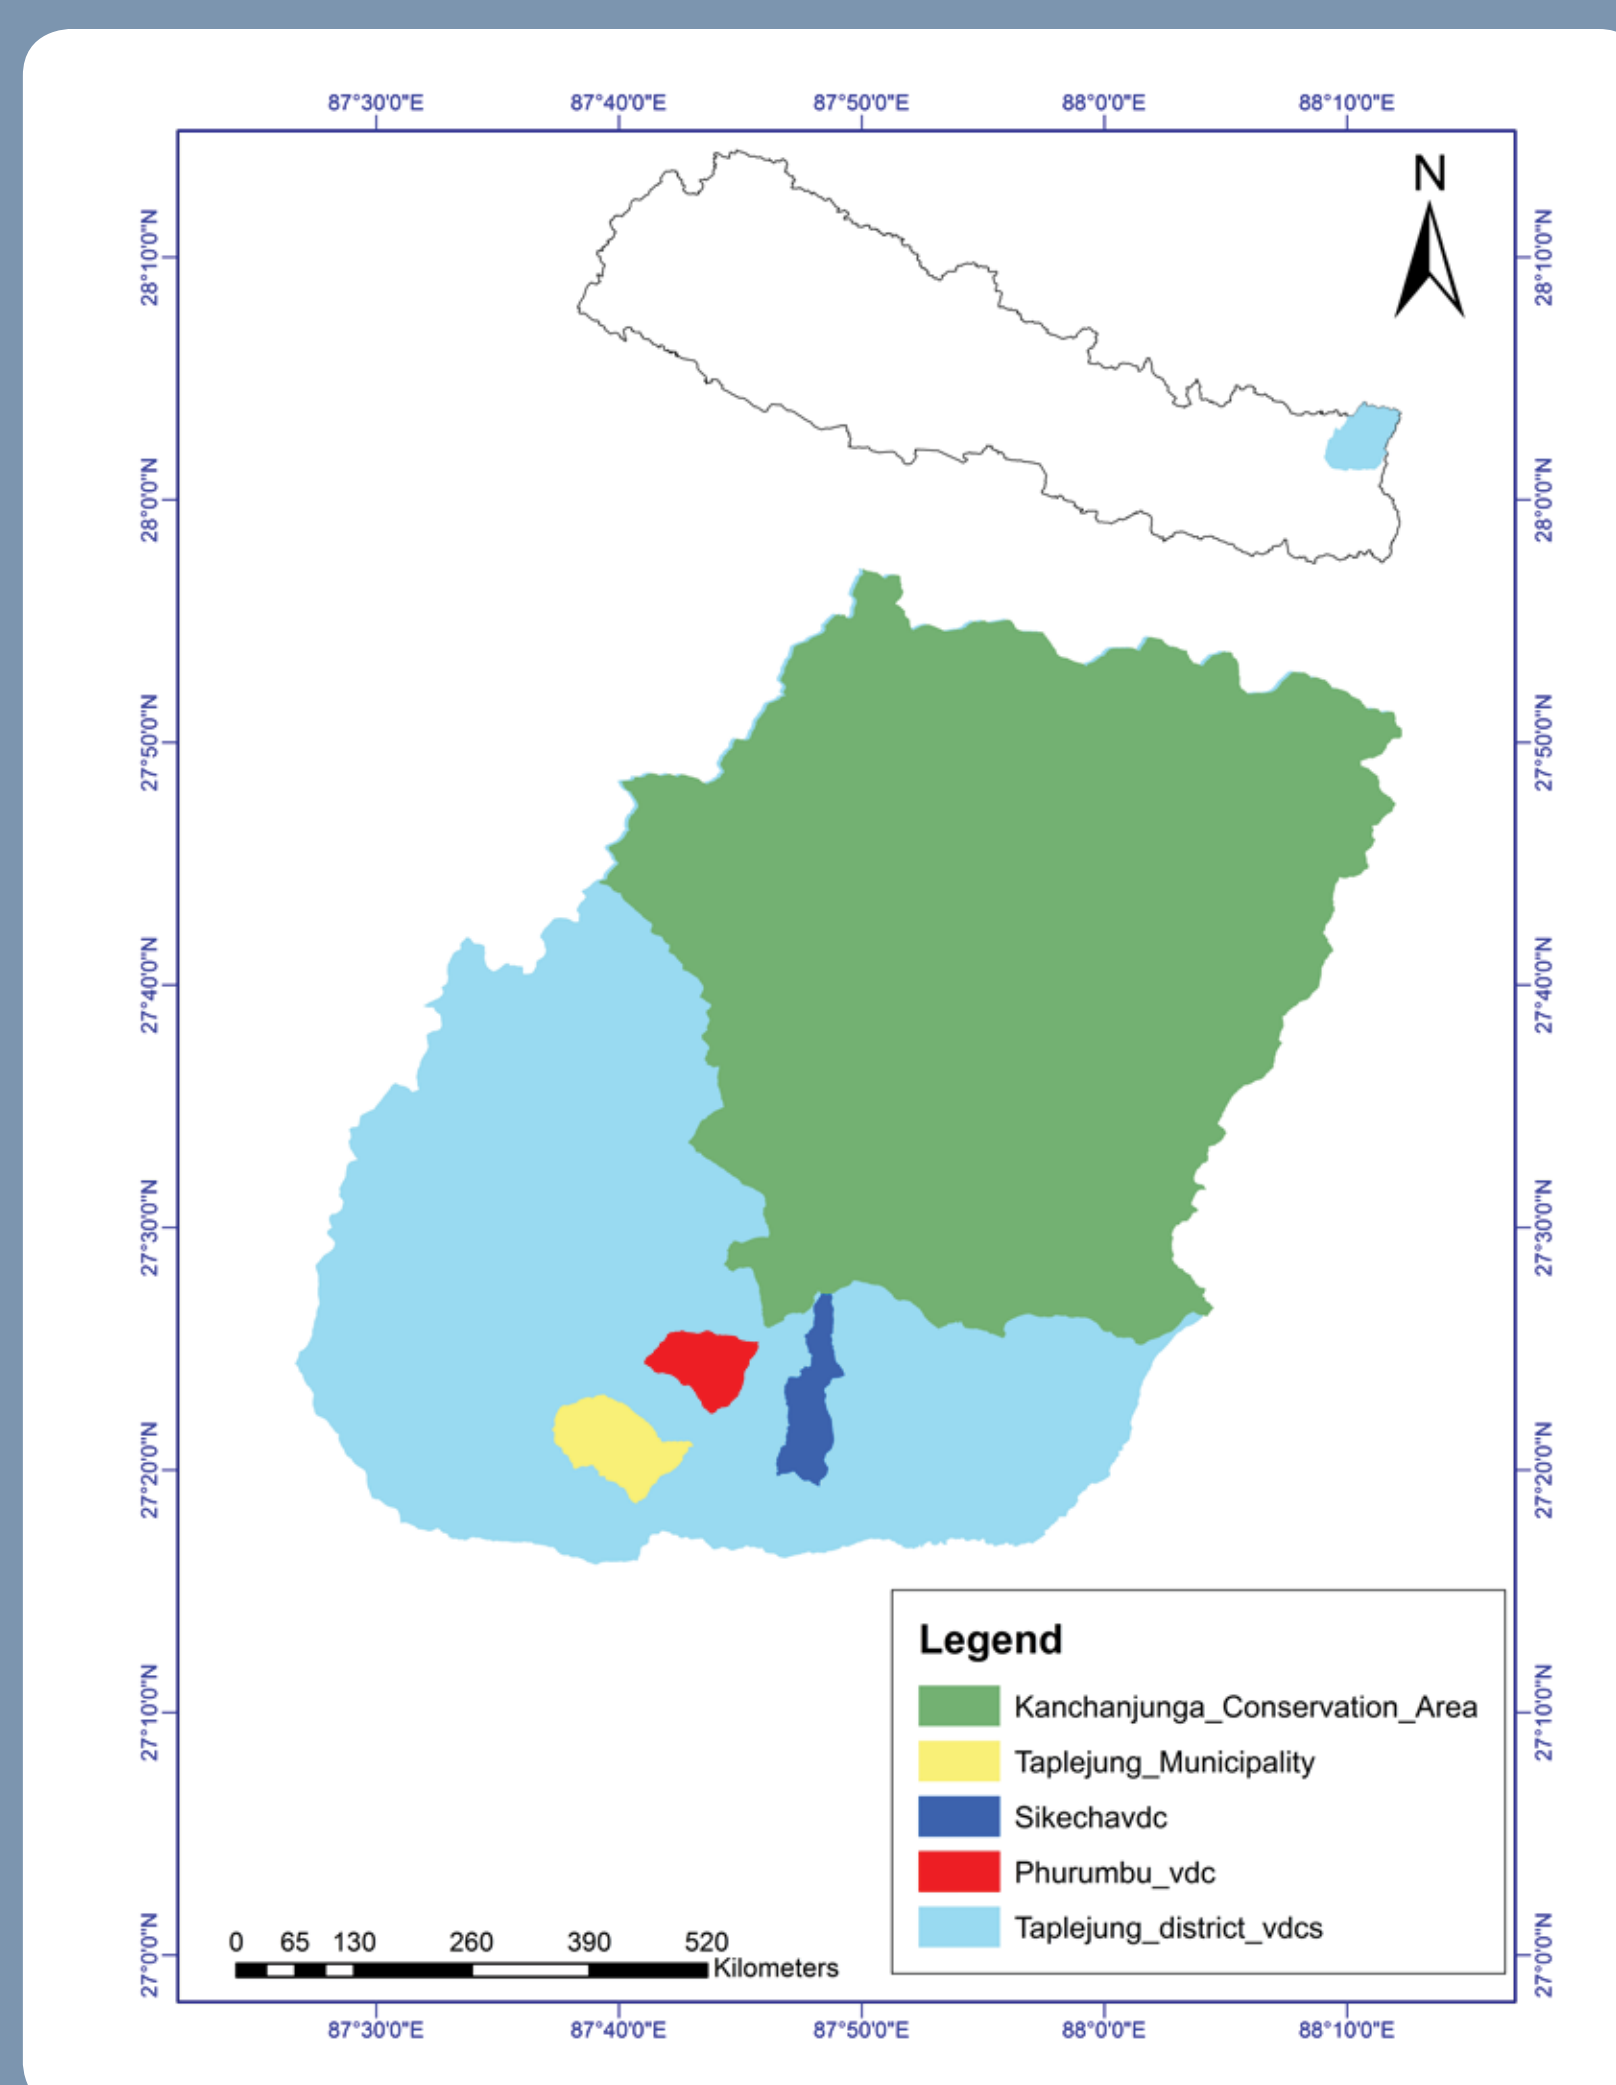 87°30'0"E 87°40'0"E 87°50'0"E 88°0'0"E 88°10'0"E
N
28°10'0"N 28°10'0"N
28°0'0"N 28°0'0"N
27°50'0"N 27°50'0"N
27°40'0"N 27°40'0"N
27°30'0"N 27°30'0"N
27°20'0"N 27°20'0"N
27°10'0"N 27°10'0"N
27°0'0"N 27°0'0"N
Legend
Kanchanjunga_Conservation_Area
Taplejung_Municipality
Sikechavdc
Phurumbu_vdc
Taplejung_district_vdcs
0 65 130 260 390 520
Kilometers
87°30'0"E 87°40'0"E 87°50'0"E 88°0'0"E 88°10'0"E